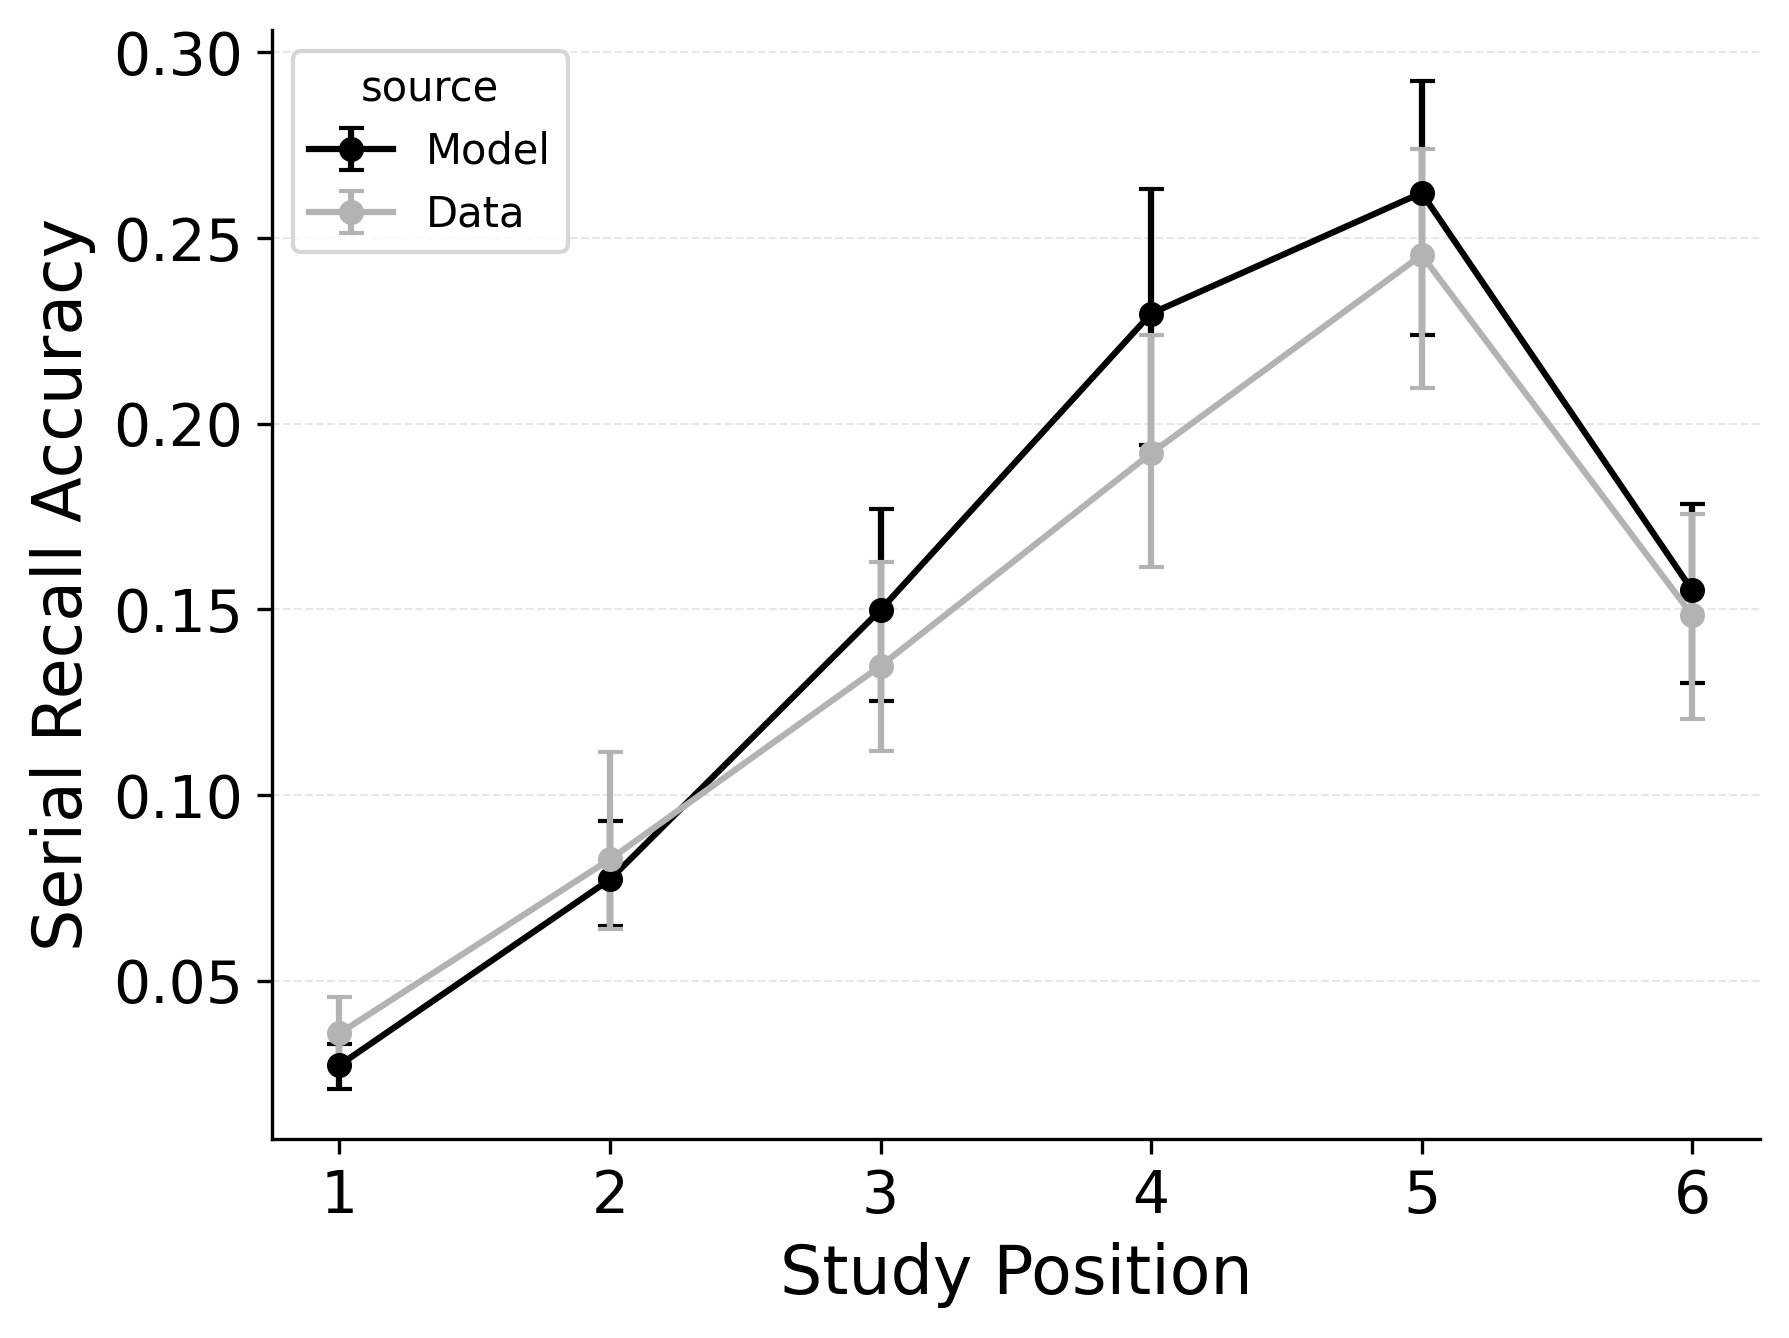 0.30
0.25
0.20
0.15
0.10
0.05
Serial Recall Accuracy
source
Model
Data
1 2 3 4 5 6
Study Position